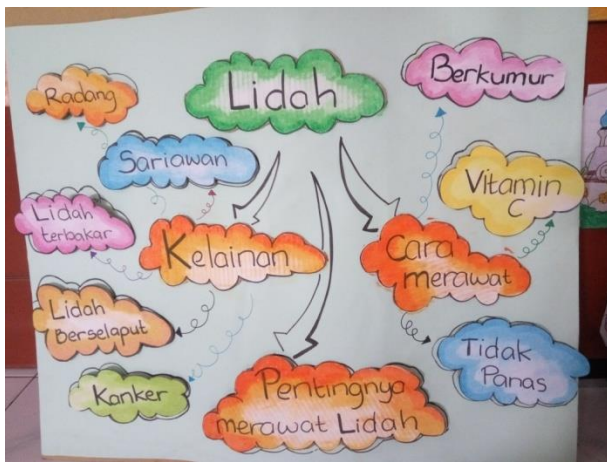 Lidah
Radang
Sariawan
Lidah
terbakar
Kelainan
Lidah
Berselaput
Kanker
Berkumur
Vitamin
C
Cara
merawat
Tidak
Panas
Pentingnya
merawat Lidah